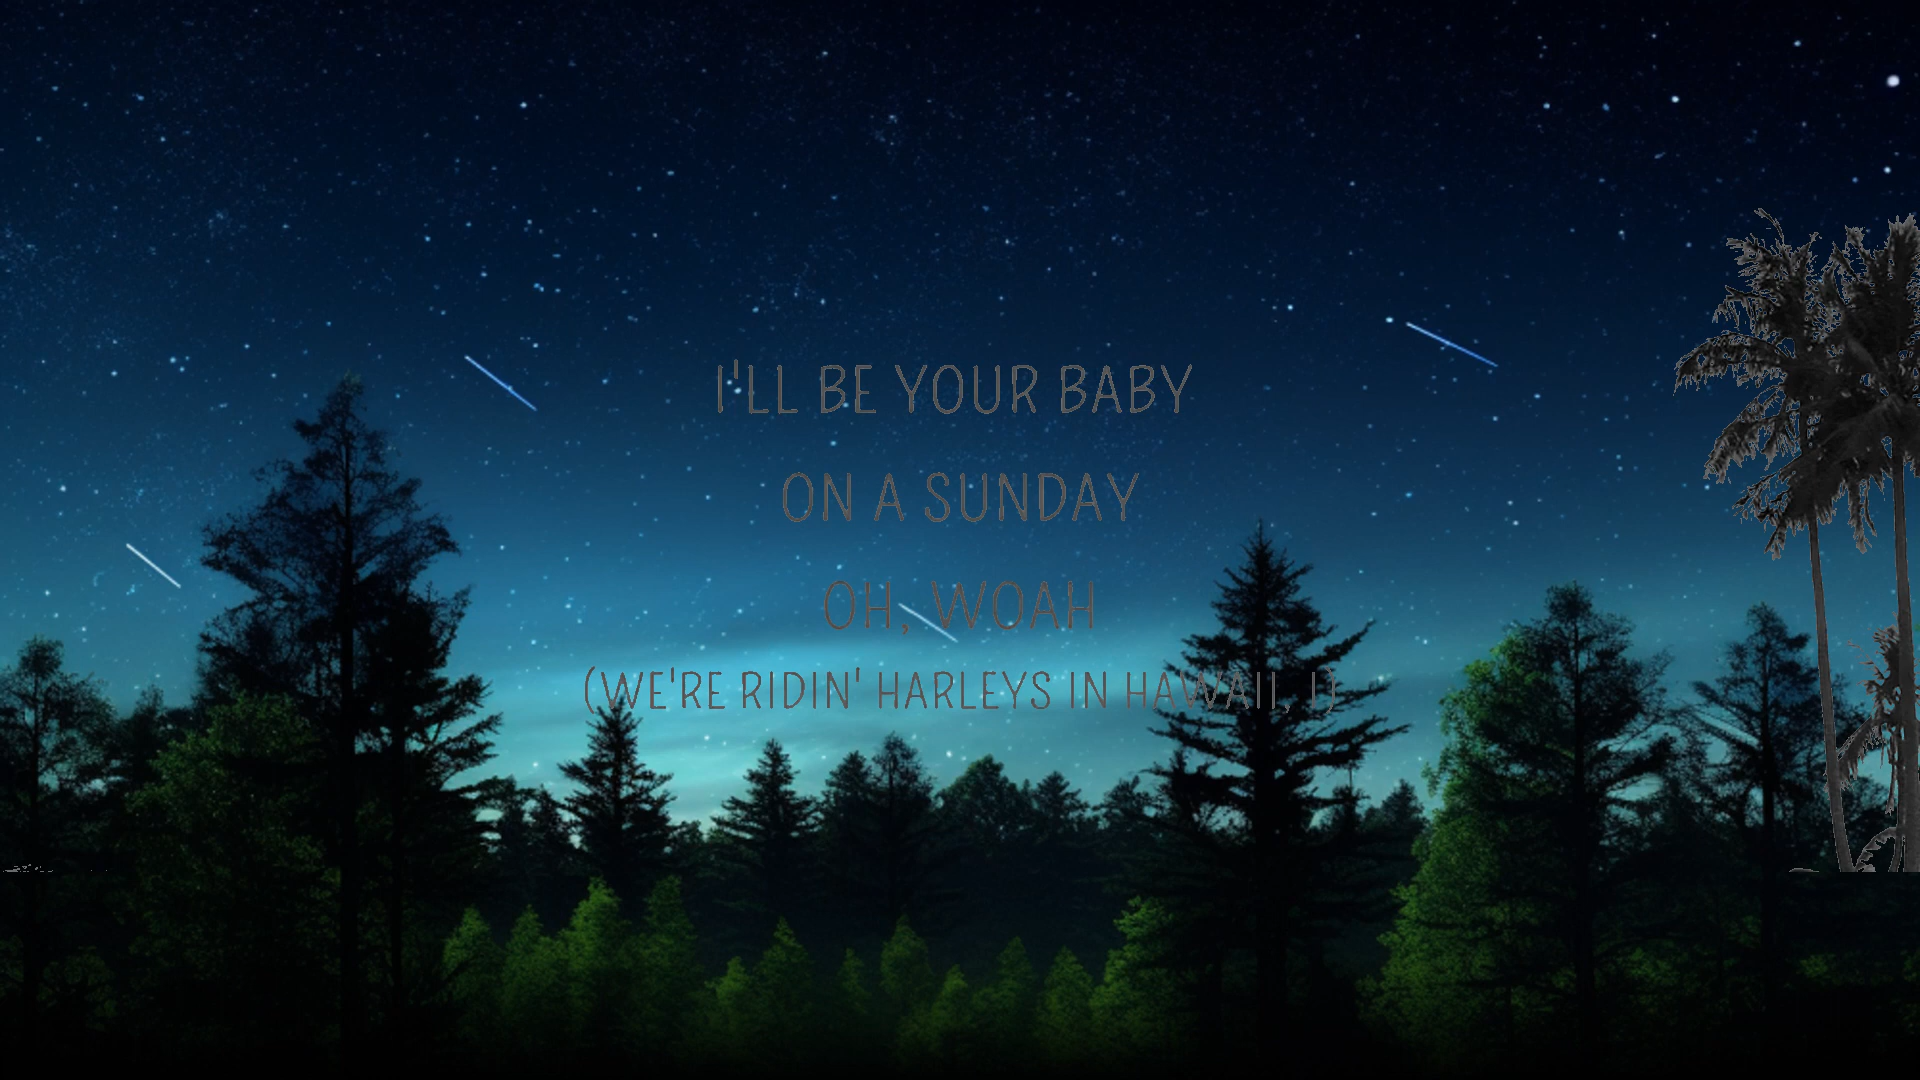 I'LL BE YOUR BABY
ON A SUNDAY
OH, WOAH
(WE'RE RIDIN' HARLEYS IN HAWAII, I)